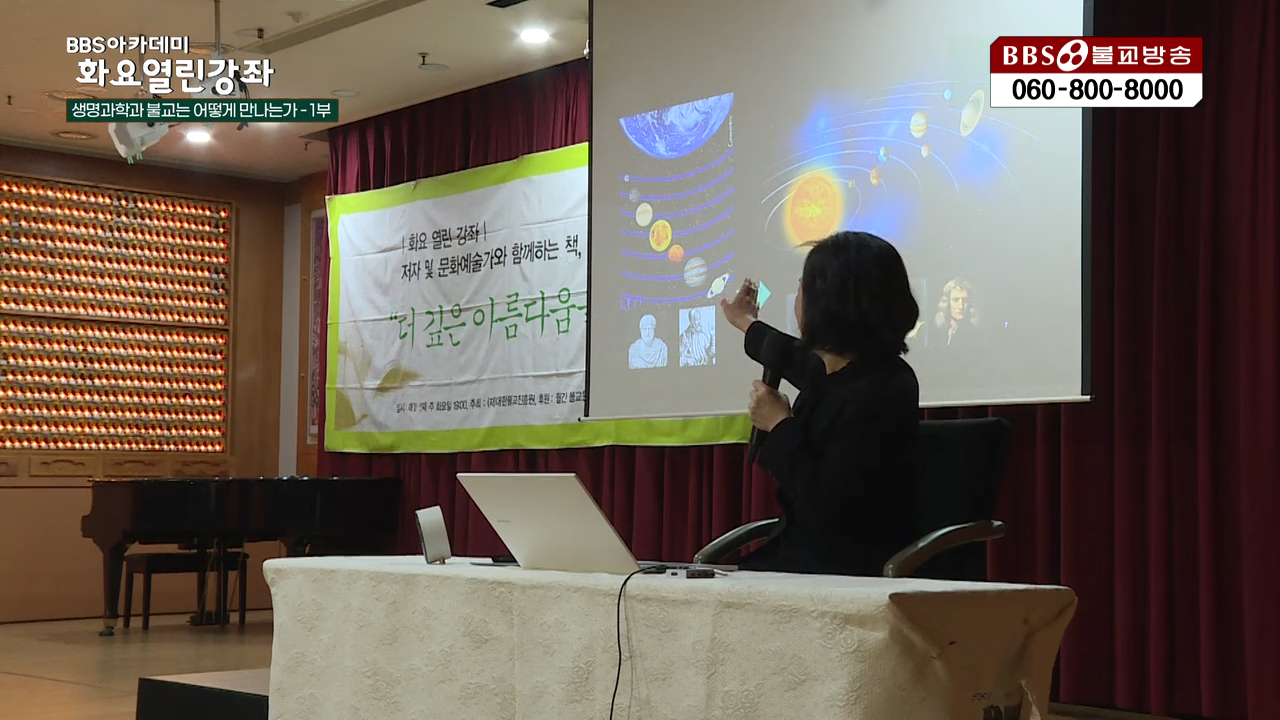 BBS아카데미
화요열린강좌
생명과학과 불교는 어떻게 만나는가 - 1부
BBS 불교방송
060-800-8000
| 화요 열린 강좌 |
저자 및 문화예술가와 함께하는 책,
"더 깊은 아름다움